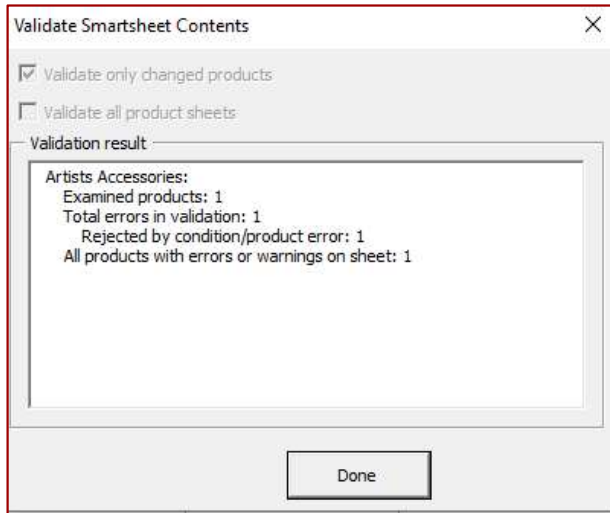 Validate Smartsheet Contents
Validate only changed products
Validate all product sheets
Validation result
Artists Accessories:
Examined products: 1
Total errors in validation: 1
Rejected by condition/product error: 1
All products with errors or warnings on sheet: 1
Done